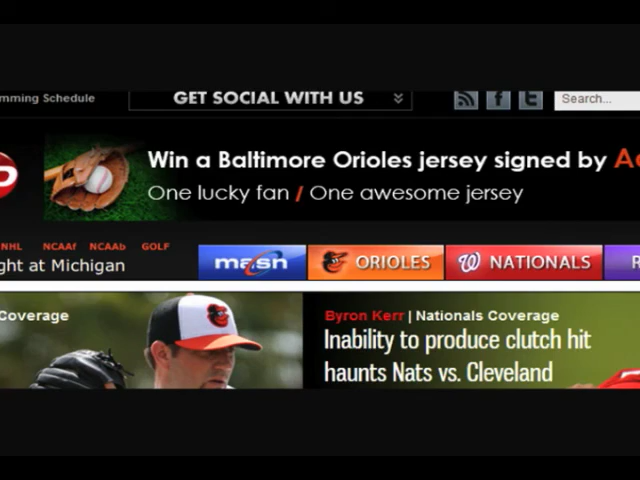 mming Schedule
GET SOCIAL WITH US
Search...
Win a Baltimore Orioles jersey signed by A
One lucky fan / One awesome jersey
NHL NCAAf NCAAb GOLF
ght at Michigan
masn
ORIOLES
W NATIONALS
Coverage
Byron Kerr | Nationals Coverage
Inability to produce clutch hit
haunts Nats vs. Cleveland